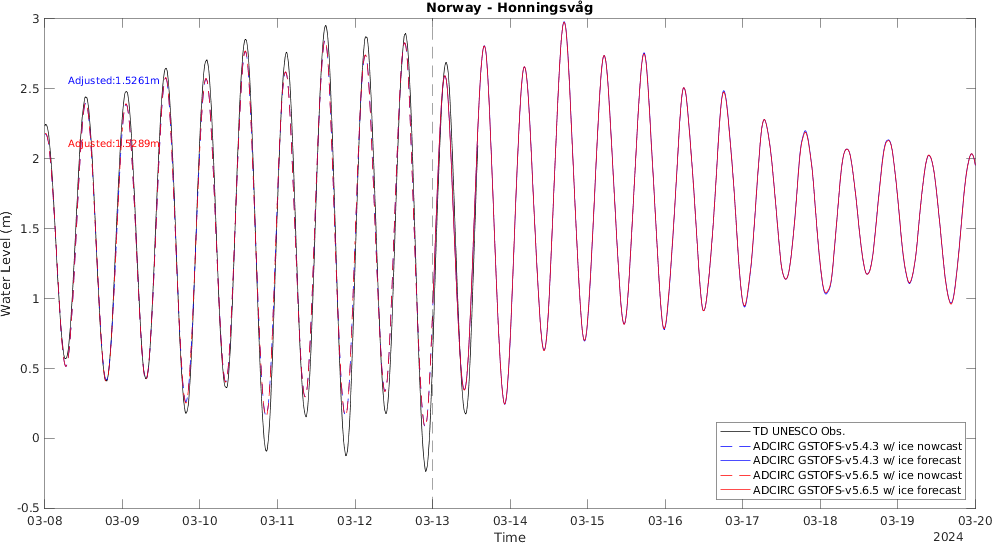 Norway - Honningsvåg
Water Level (m)
3
2.5
2
1.5
1
0.5
0
-0.5
Adjusted:1.5261m
Adjusted:1.5289m
TD UNESCO Obs.
ADCIRC GSTOFS-v5.4.3 w/ ice nowcast
ADCIRC GSTOFS-v5.4.3 w/ ice forecast
ADCIRC GSTOFS-v5.6.5 w/ ice nowcast
ADCIRC GSTOFS-v5.6.5 w/ ice forecast
03-08 03-09 03-10 03-11 03-12 03-13 03-14 03-15 03-16 03-17 03-18 03-19 03-20
Time
2024